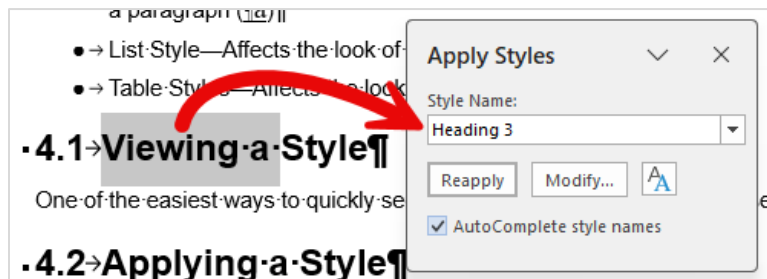 a paragraph (¶a)¶
●→List·Style—Affects·the·look·of·
●→Table·Styles—Affects·the·look
▪4.1→Viewing·a·Style¶
One·of·the·easiest·ways·to·quickly·se
▪4.2→Applying·a·Style¶
Apply Styles
Style Name:
Heading 3
Reapply
Modify...
AA
AutoComplete style names